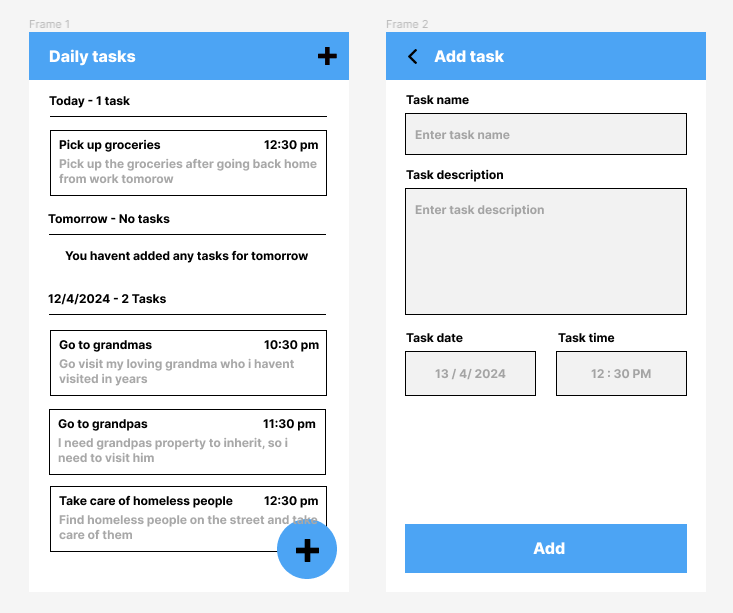 Frame 1
Daily tasks
Today - 1 task
Pick up groceries 12:30 pm
Pick up the groceries after going back home
from work tomorow
Tomorrow - No tasks
You havent added any tasks for tomorrow
12/4/2024 - 2 Tasks
Go to grandmas 10:30 pm
Go visit my loving grandma who i havent
visited in years
Go to grandpas 11:30 pm
I need grandpas property to inherit, so i
need to visit him
Take care of homeless people 12:30 pm
Find homeless people on the street and take
care of them
Frame 2
Add task
Task name
Enter task name
Task description
Enter task description
Task date Task time
13 / 4/ 2024 12 : 30 PM
Add